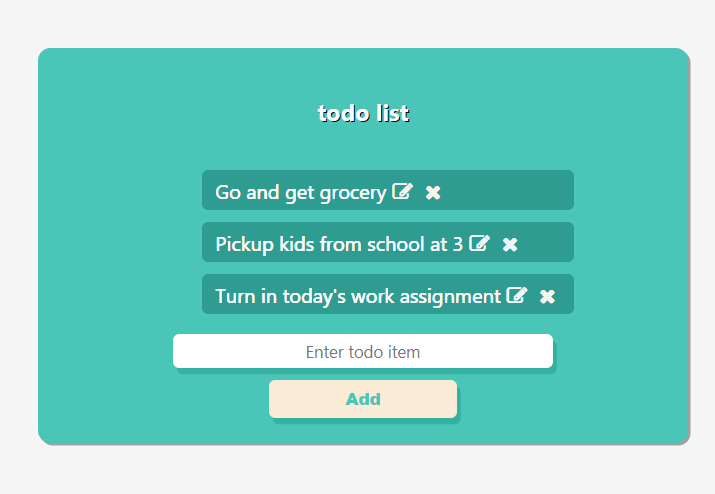 todo list
Go and get grocery
Pickup kids from school at 3
Turn in today's work assignment
Enter todo item
Add